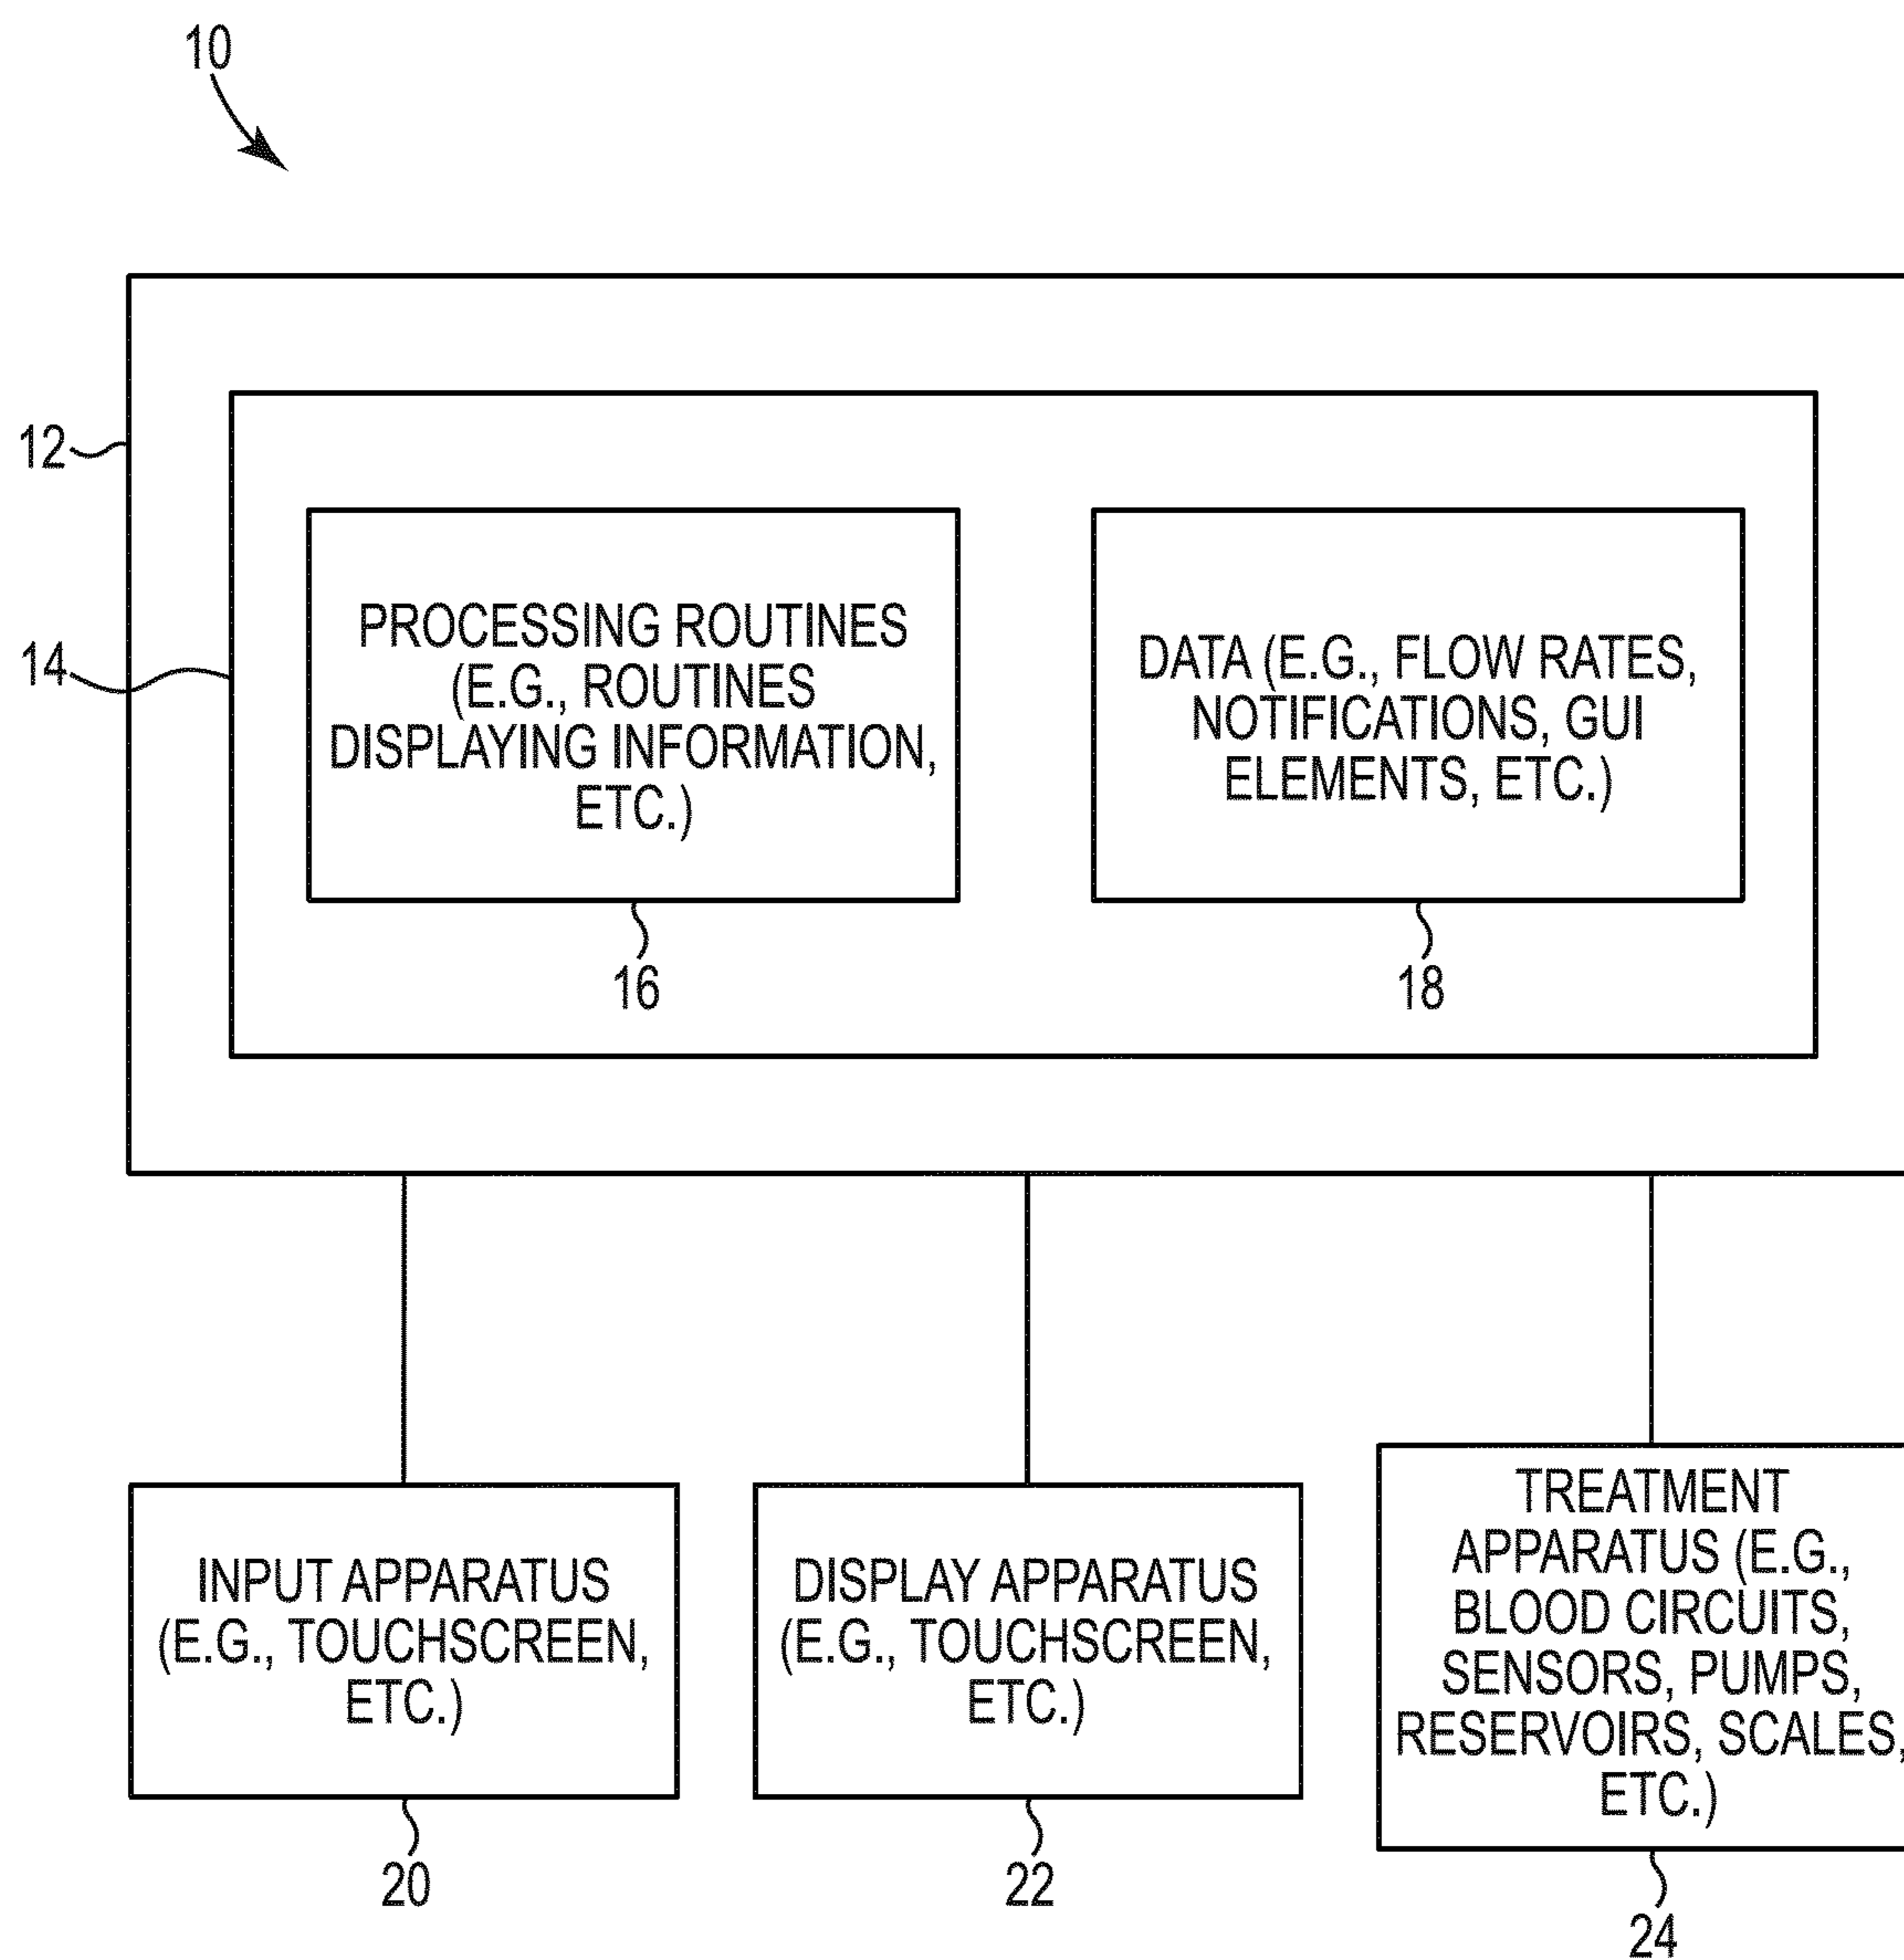 10
12
14
PROCESSING ROUTINES
(E.G., ROUTINES
DISPLAYING INFORMATION,
ETC.)
16
DATA (E.G., FLOW RATES,
NOTIFICATIONS, GUI
ELEMENTS, ETC.)
18
INPUT APPARATUS
(E.G., TOUCHSCREEN,
ETC.)
20
DISPLAY APPARATUS
(E.G., TOUCHSCREEN,
ETC.)
22
TREATMENT
APPARATUS (E.G.,
BLOOD CIRCUITS,
SENSORS, PUMPS,
RESERVOIRS, SCALES,
ETC.)
24